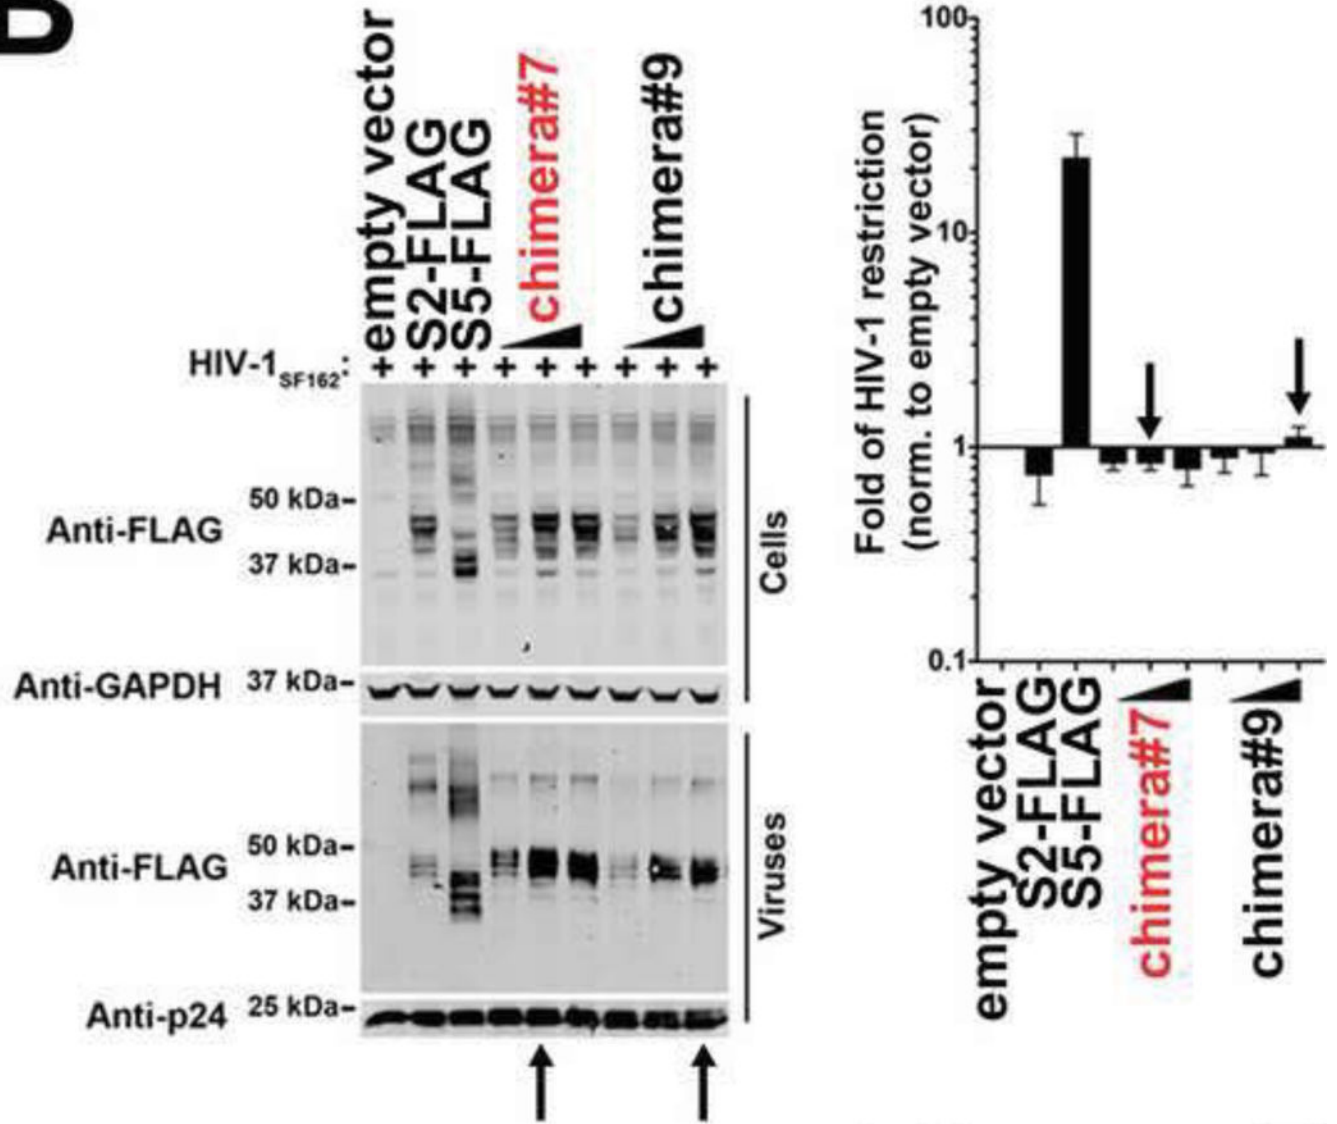 empty vector
S2-FLAG
S5-FLAG
chimera#7
chimera#9
HIV-1SF162:
+ + + + + + + + +
Anti-FLAG
50 kDa-
37 kDa-
Cells
Anti-GAPDH
37 kDa-
Anti-FLAG
50 kDa-
37 kDa-
Viruses
Anti-p24
25 kDa-
Fold of HIV-1 restriction
(norm. to empty vector)
100
10
1
0.1
empty vector
S2-FLAG
S5-FLAG
chimera#7
chimera#9